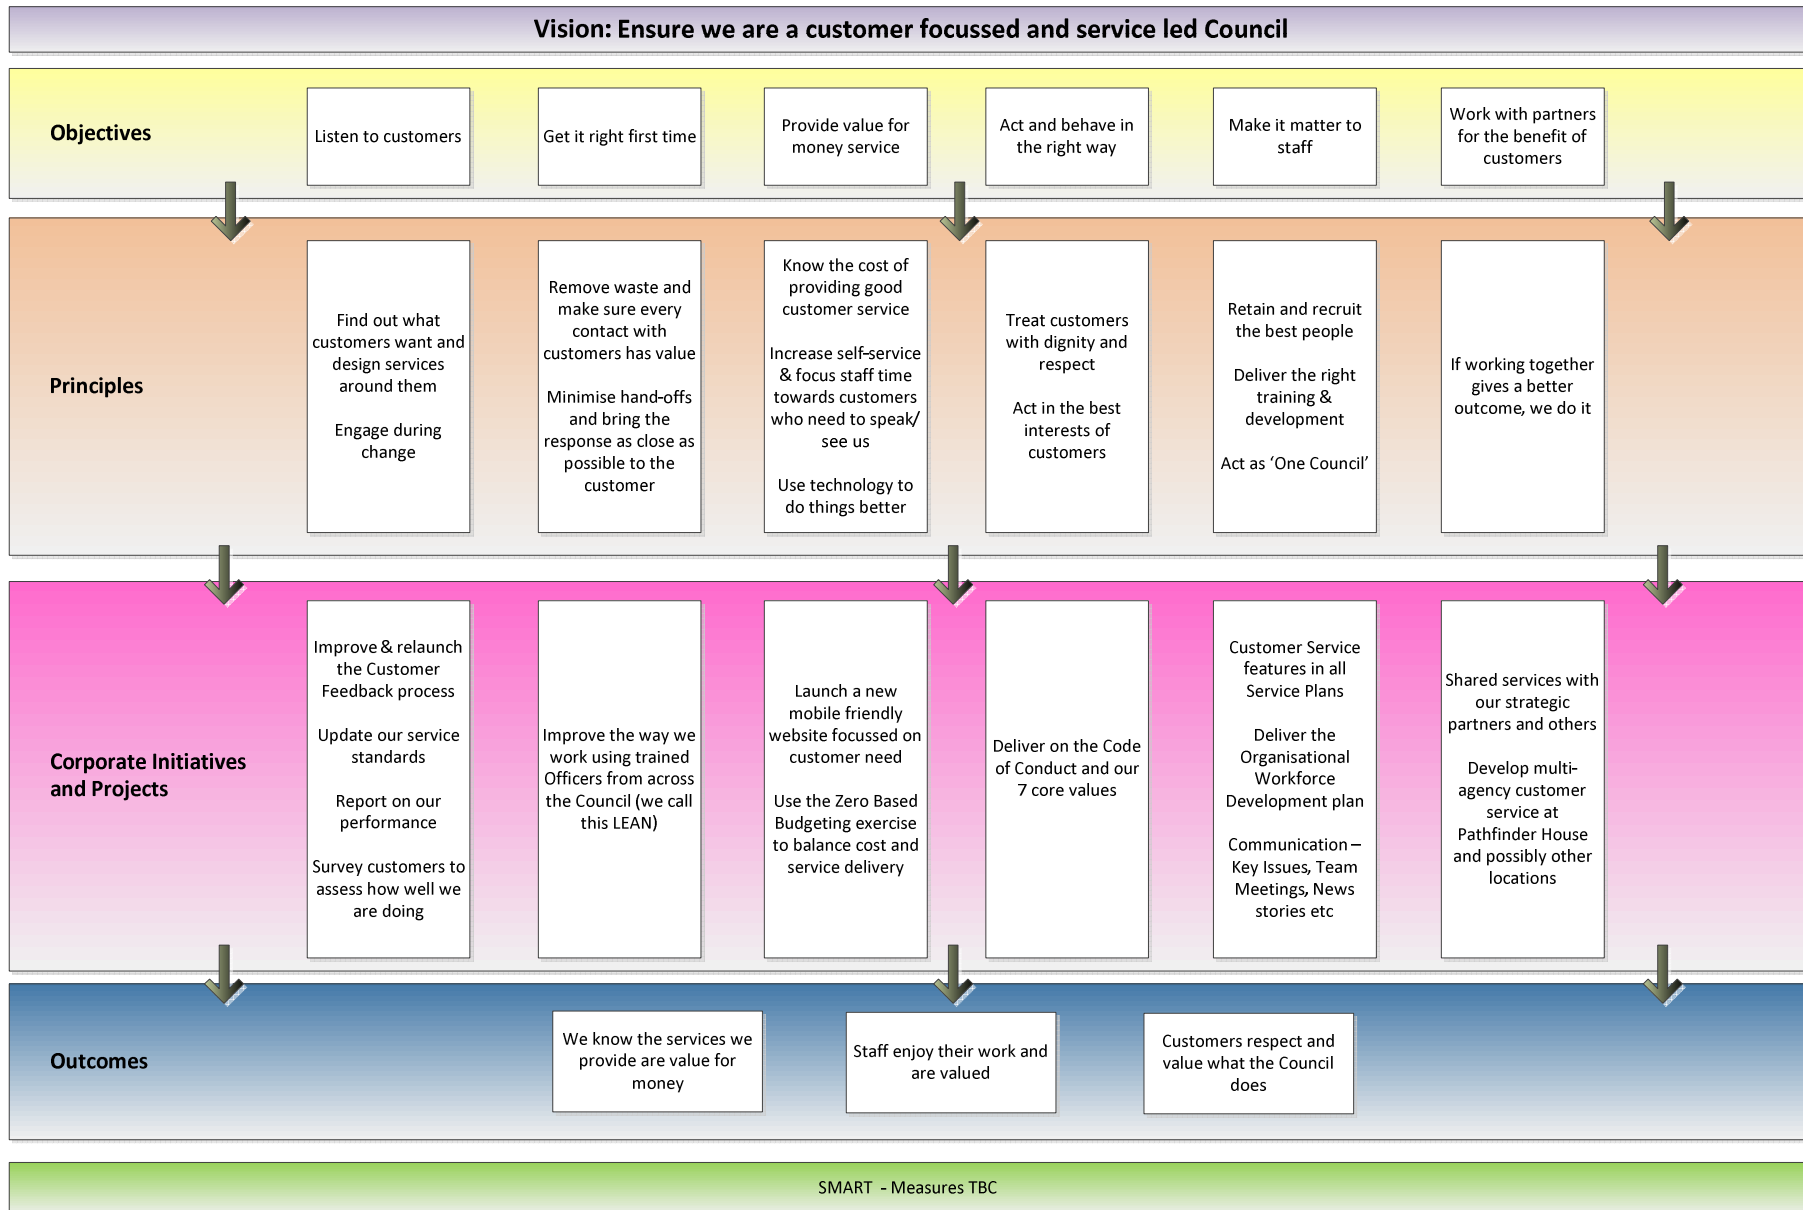 Vision: Ensure we are a customer focussed and service led Council
Objectives
Listen to customers
Get it right first time
Provide value for
money service
Act and behave in
the right way
Make it matter to
staff
Work with partners
for the benefit of
customers
Principles
Find out what
customers want and
design services
around them
Engage during
change
Remove waste and
make sure every
contact with
customers has value
Minimise hand-offs
and bring the
response as close as
possible to the
customer
Know the cost of
providing good
customer service
Increase self-service
& focus staff time
towards customers
who need to speak/
see us
Use technology to
do things better
Treat customers
with dignity and
respect
Act in the best
interests of
customers
Retain and recruit
the best people
Deliver the right
training &
development
Act as ‘One Council’
If working together
gives a better
outcome, we do it
Corporate Initiatives
and Projects
Improve & relaunch
the Customer
Feedback process
Update our service
standards
Report on our
performance
Survey customers to
assess how well we
are doing
Improve the way we
work using trained
Officers from across
the Council (we call
this LEAN)
Launch a new
mobile friendly
website focussed on
customer need
Use the Zero Based
Budgeting exercise
to balance cost and
service delivery
Deliver on the Code
of Conduct and our
7 core values
Customer Service
features in all
Service Plans
Deliver the
Organisational
Workforce
Development plan
Communication –
Key Issues, Team
Meetings, News
stories etc
Shared services with
our strategic
partners and others
Develop multi-
agency customer
service at
Pathfinder House
and possibly other
locations
Outcomes
We know the services we
provide are value for
money
Staff enjoy their work and
are valued
Customers respect and
value what the Council
does
SMART - Measures TBC